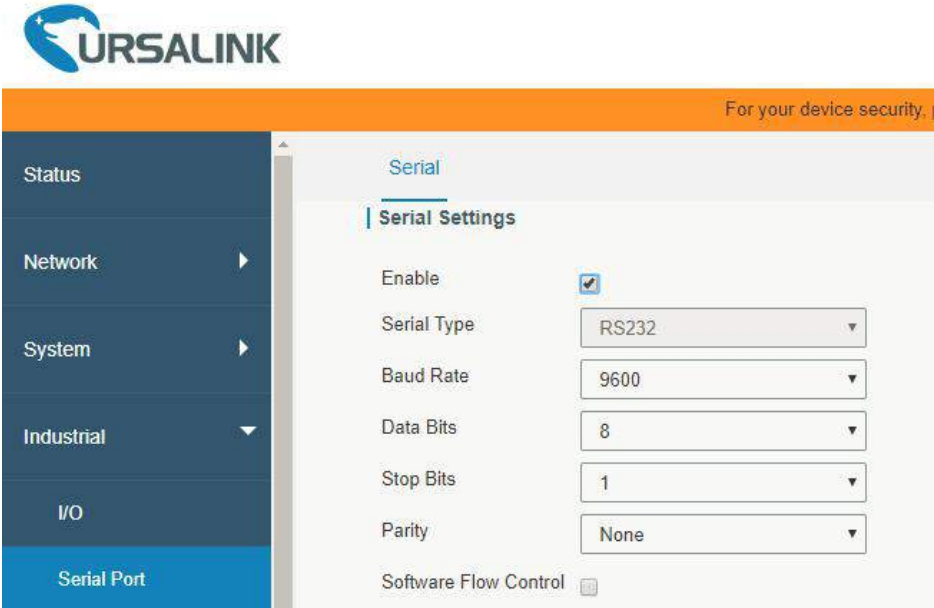 URSALINK
For your device security,
Status
Network
System
Industrial
I/O
Serial Port
Serial
Serial Settings
Enable
Serial Type RS232
Baud Rate 9600
Data Bits 8
Stop Bits 1
Parity None
Software Flow Control